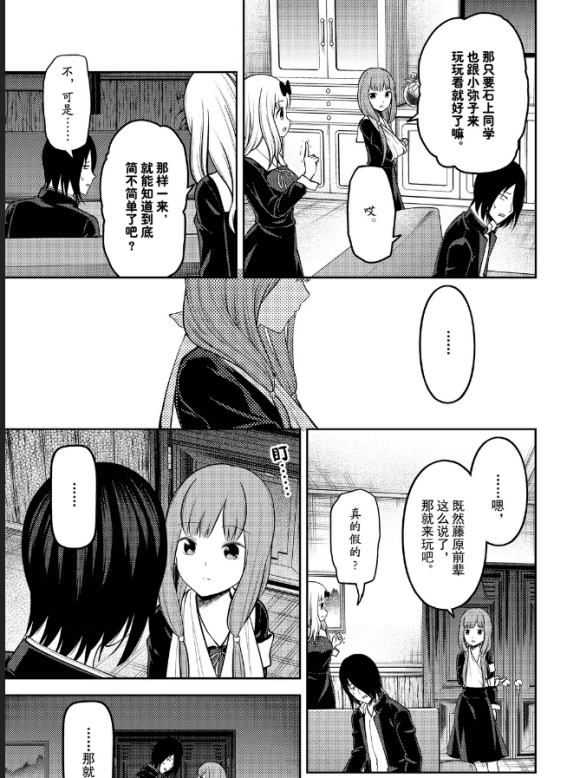 那只要石上同学
也跟小弥子来
玩玩看就好了嘛。
哎。
那样一来，
就能知道到底
简不简单了吧？
不，可是……
……
……嗯，
既然藤原前辈
这么说了，
那就来玩吧。
真的假的？
盯……
……
……那就